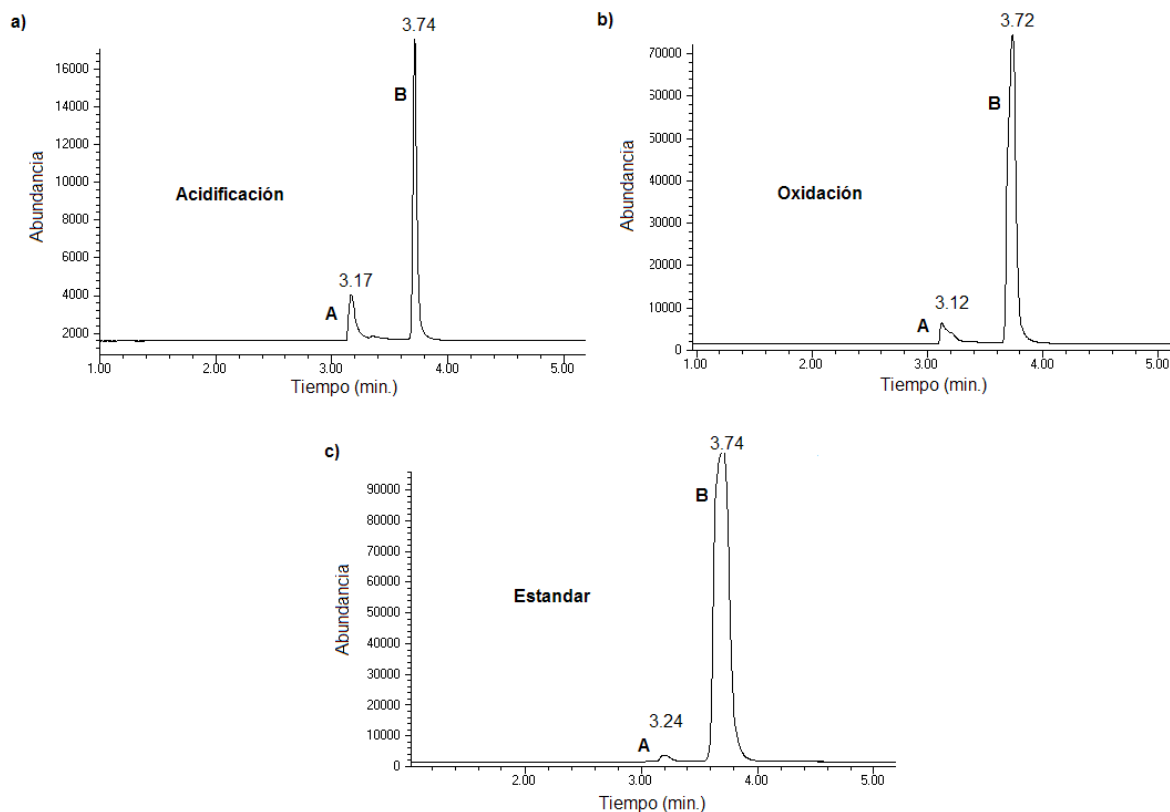 a)
3.74
16000
14000
12000
10000
8000
6000
4000
2000
B
Acidificación
3.17
A
Abundancia
1.00 2.00 3.00 4.00 5.00
Tiempo (min.)
b)
3.72
70000
60000
50000
40000
30000
20000
10000
0
B
Oxidación
3.12
A
Abundancia
1.00 2.00 3.00 4.00 5.00
Tiempo (min.)
c)
3.74
90000
80000
70000
60000
50000
40000
30000
20000
10000
0
B
Estandar
3.24
A
Abundancia
2.00 3.00 4.00 5.00
Tiempo (min.)